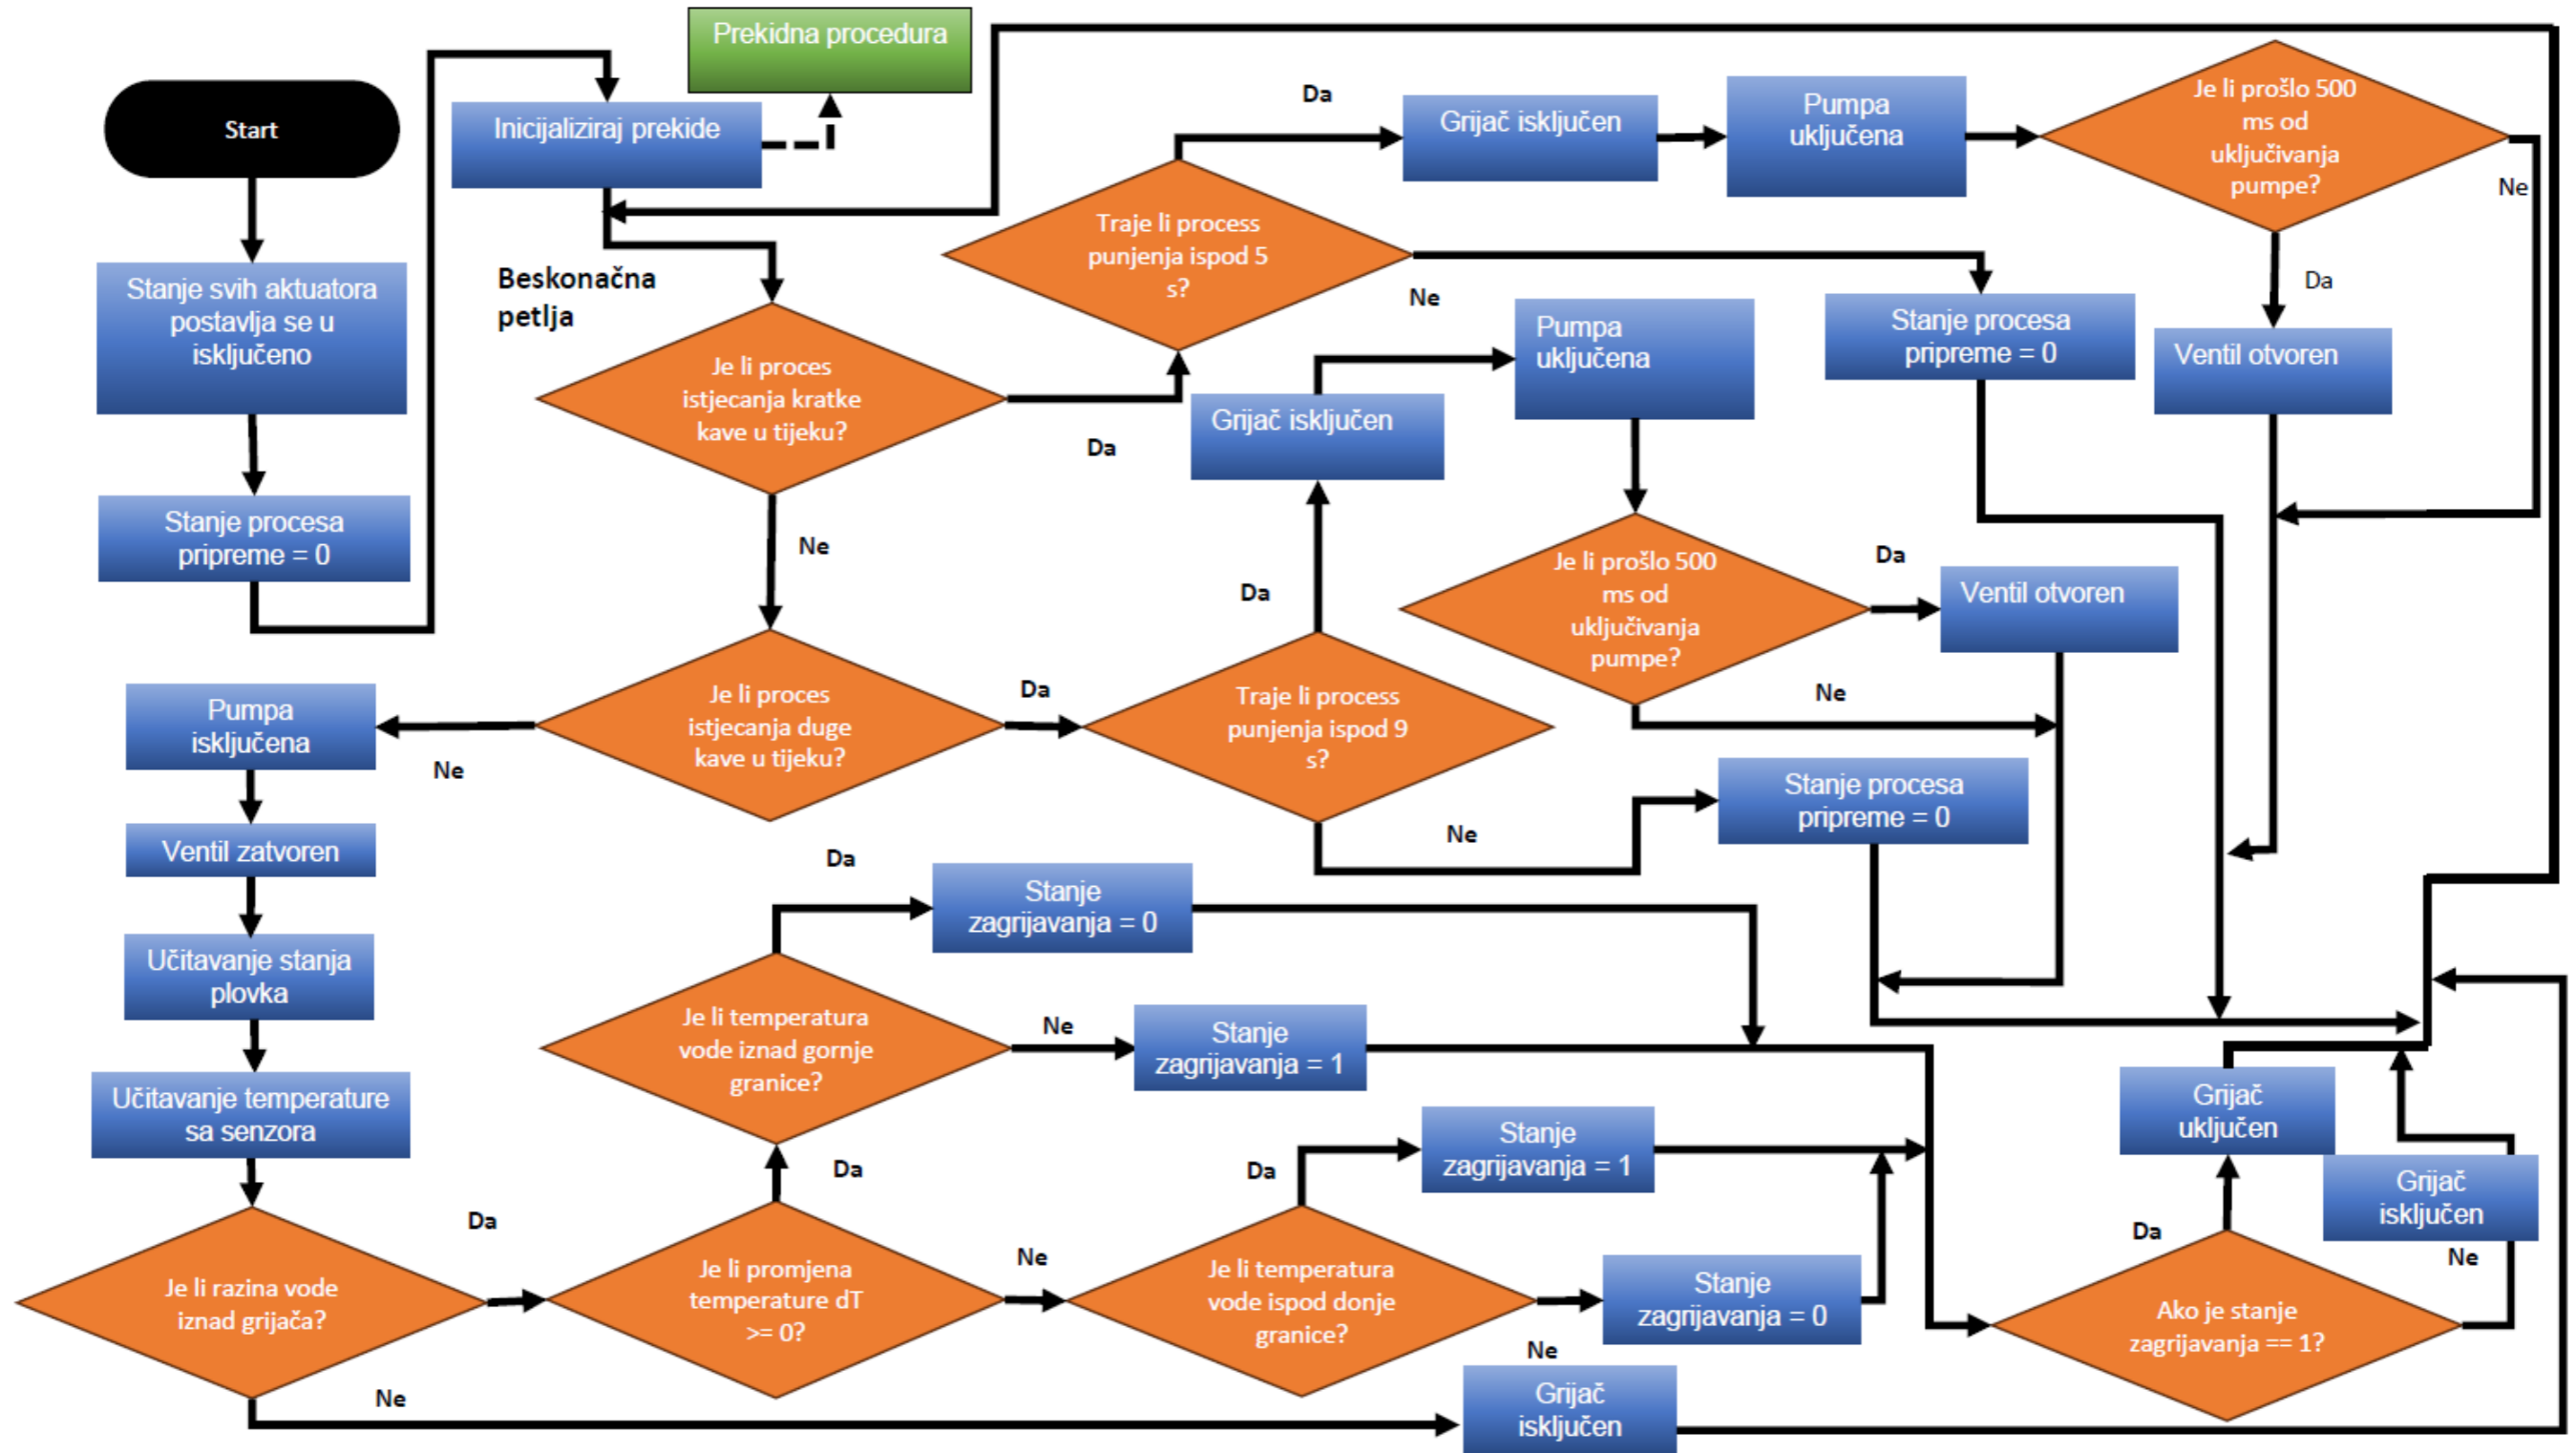 Prekidna procedura
Start
Inicijaliziraj prekide
Da
Grijač isključen
Pumpa
uključena
Je li prošlo 500
ms od
uključivanja
pumpe?
Ne
Da
Ventil otvoren
Traje li process
punjenja ispod 5
s?
Ne
Stanje procesa
pripreme = 0
Stanje svih aktuatora
postavlja se u
isključeno
Stanje procesa
pripreme = 0
Beskonačna
petlja
Je li proces
istjecanja kratke
kave u tijeku?
Da
Ne
Grijač isključen
Pumpa
uključena
Da
Je li prošlo 500
ms od
uključivanja
pumpe?
Da
Ventil otvoren
Ne
Je li proces
istjecanja duge
kave u tijeku?
Da
Ne
Traje li process
punjenja ispod 9
s?
Ne
Stanje procesa
pripreme = 0
Pumpa
isključena
Ventil zatvoren
Učitavanje stanja
plovka
Učitavanje temperature
sa senzora
Da
Stanje
zagrijavanja = 0
Je li temperatura
vode iznad gornje
granice?
Ne
Stanje
zagrijavanja = 1
Da
Je li razina vode
iznad grijača?
Da
Ne
Je li promjena
temperature dT
>= 0?
Ne
Je li temperatura
vode ispod donje
granice?
Da
Stanje
zagrijavanja = 1
Ne
Stanje
zagrijavanja = 0
Grijač
isključen
Grijač
uključen
Da
Grijač
isključen
Ne
Ako je stanje
zagrijavanja == 1?